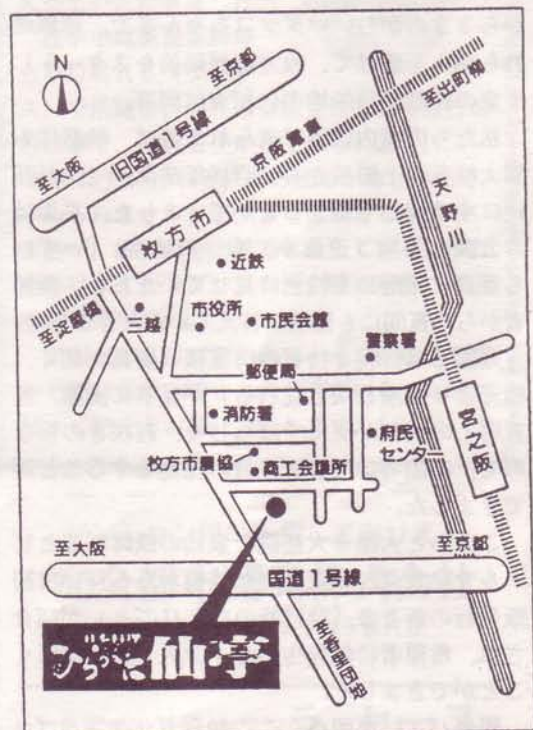 N
至京都
至出町柳
旧国道1号線
京阪電車
至大阪
天野川
枚方市
近鉄
至淀屋橋
三越
市役所
市民会館
警察署
郵便局
消防署
府民
センター
宮之阪
枚方市農協
商工会議所
至大阪
至京都
国道1号線
ひらかた仙亭
至香里団地